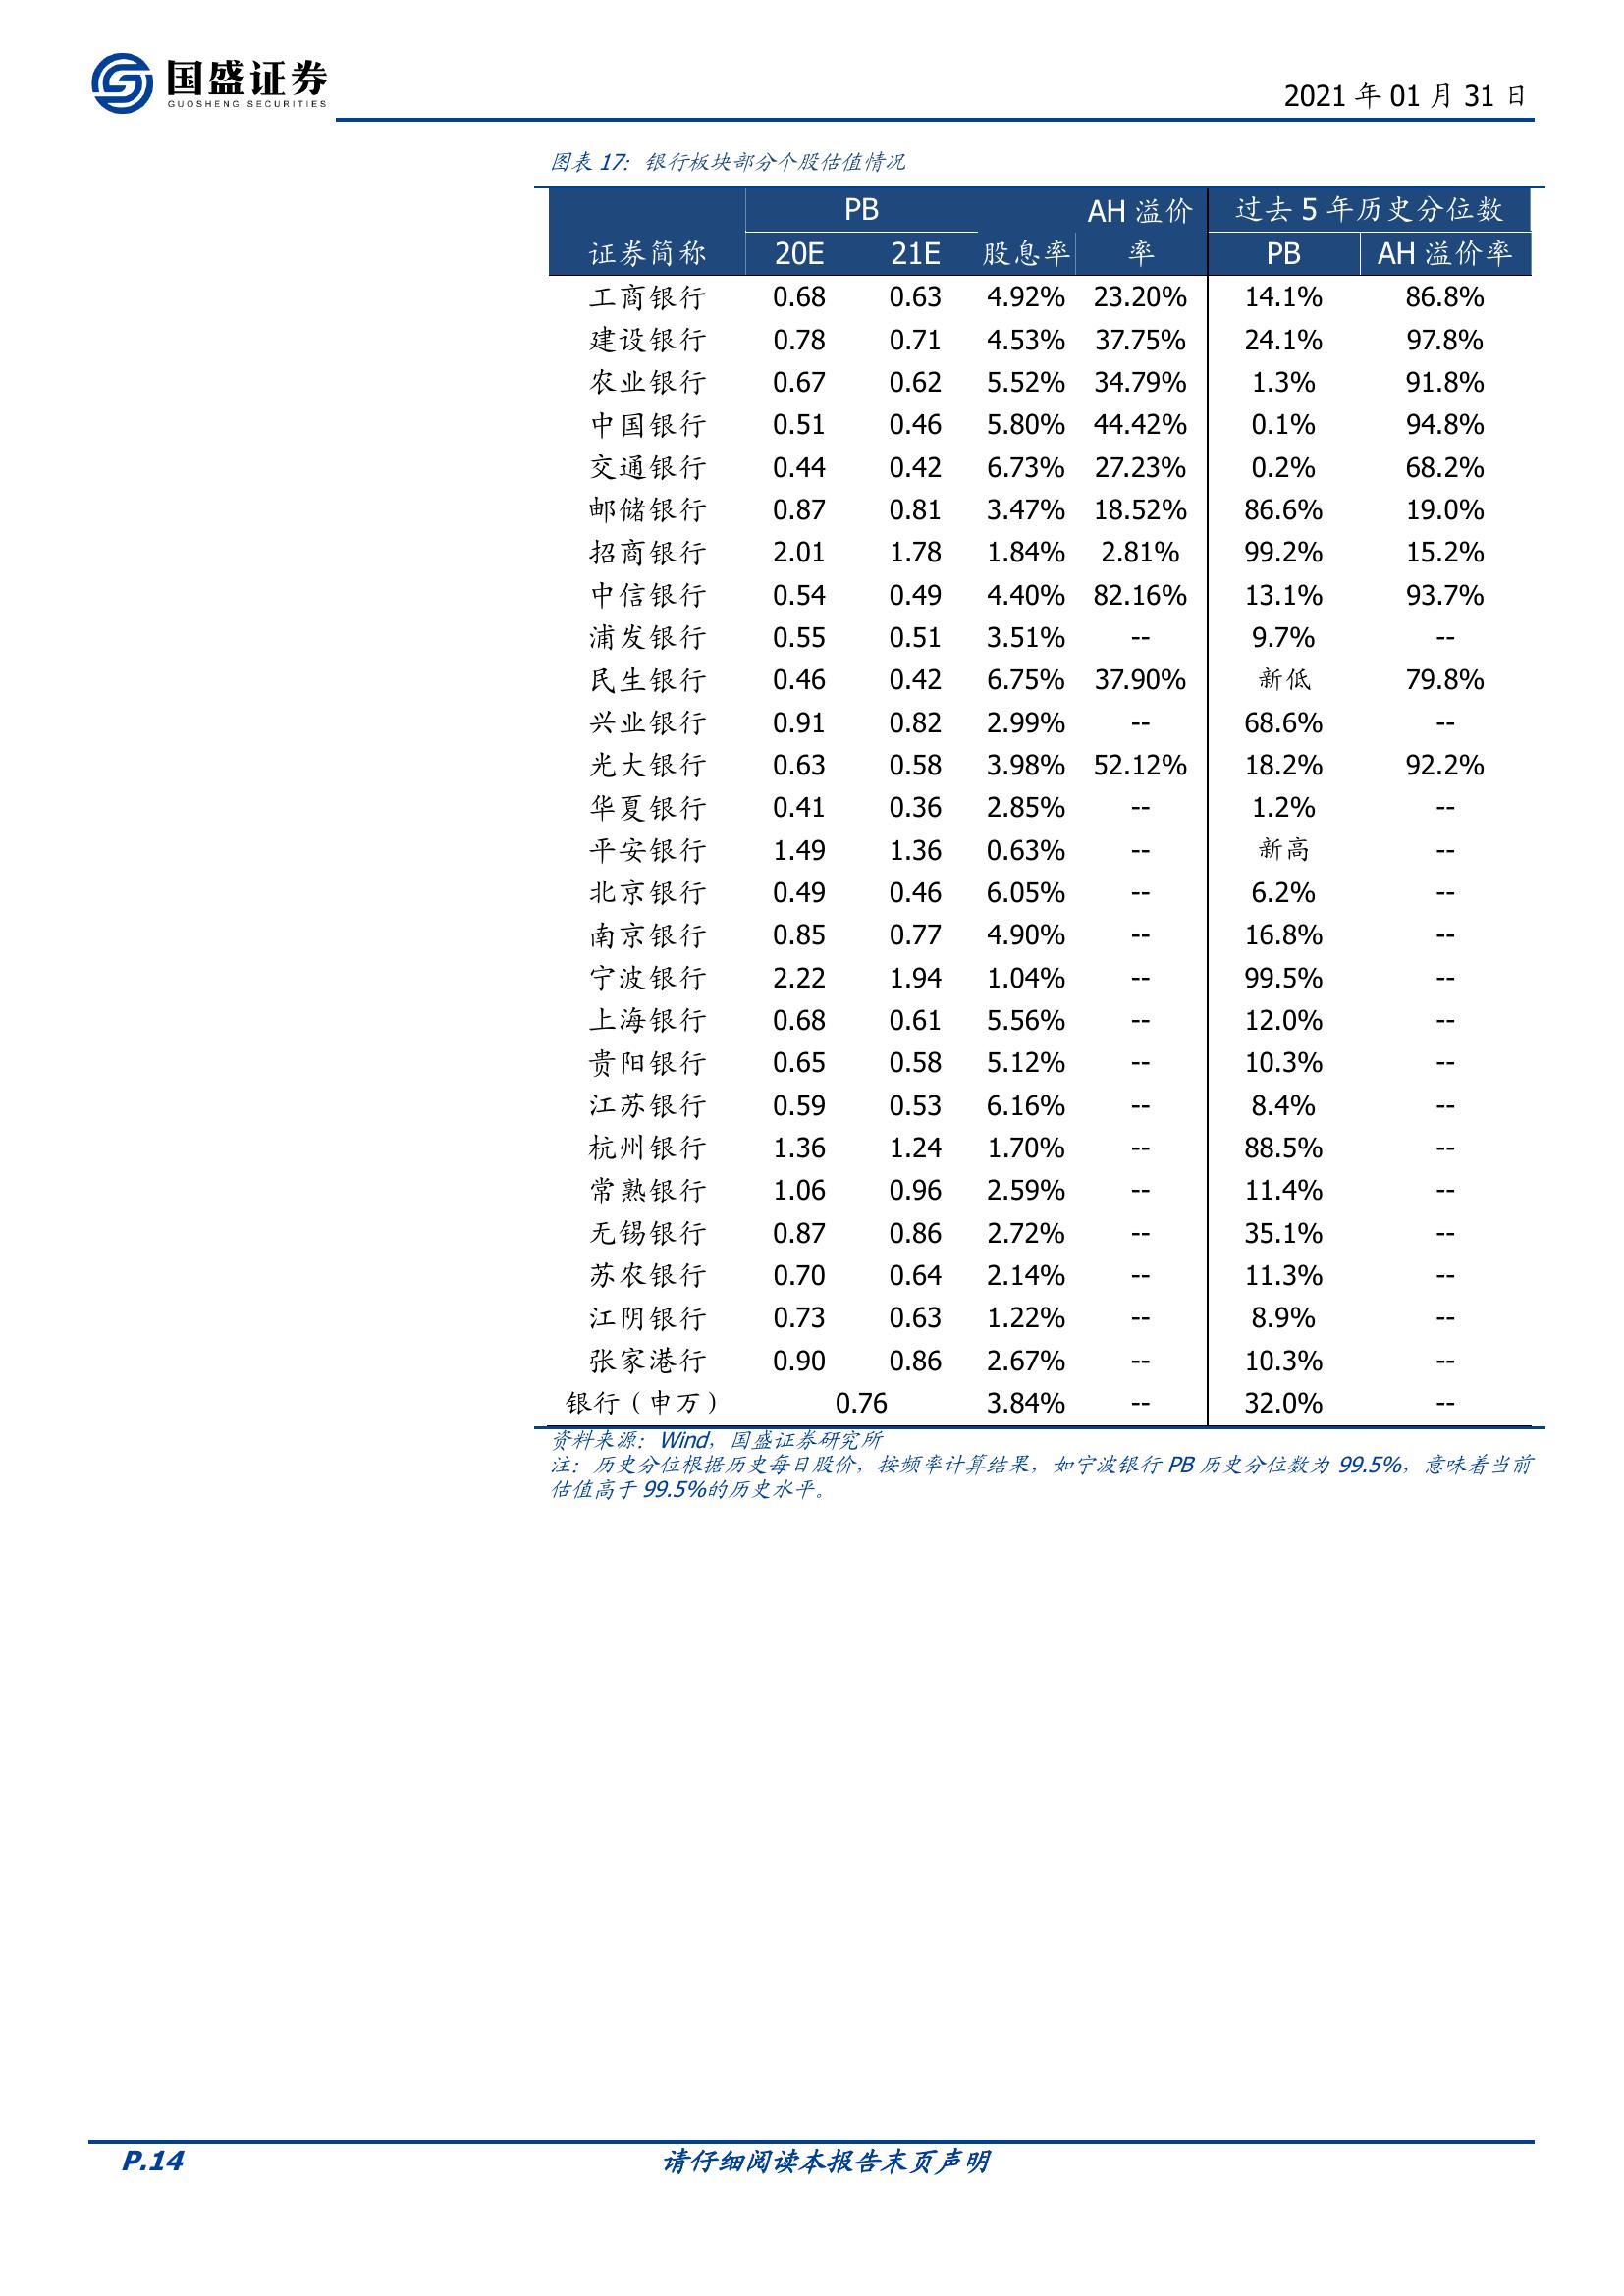 国盛证券
GUOSHENG SECURITIES
2021 年 01 月 31 日
图表 17：银行板块部分个股估值情况
PB AH 溢价 过去 5 年历史分位数
证券简称 20E 21E 股息率 率 PB AH 溢价率
工商银行 0.68 0.63 4.92% 23.20% 14.1% 86.8%
建设银行 0.78 0.71 4.53% 37.75% 24.1% 97.8%
农业银行 0.67 0.62 5.52% 34.79% 1.3% 91.8%
中国银行 0.51 0.46 5.80% 44.42% 0.1% 94.8%
交通银行 0.44 0.42 6.73% 27.23% 0.2% 68.2%
邮储银行 0.87 0.81 3.47% 18.52% 86.6% 19.0%
招商银行 2.01 1.78 1.84% 2.81% 99.2% 15.2%
中信银行 0.54 0.49 4.40% 82.16% 13.1% 93.7%
浦发银行 0.55 0.51 3.51% -- 9.7% --
民生银行 0.46 0.42 6.75% 37.90% 新低 79.8%
兴业银行 0.91 0.82 2.99% -- 68.6% --
光大银行 0.63 0.58 3.98% 52.12% 18.2% 92.2%
华夏银行 0.41 0.36 2.85% -- 1.2% --
平安银行 1.49 1.36 0.63% -- 新高 --
北京银行 0.49 0.46 6.05% -- 6.2% --
南京银行 0.85 0.77 4.90% -- 16.8% --
宁波银行 2.22 1.94 1.04% -- 99.5% --
上海银行 0.68 0.61 5.56% -- 12.0% --
贵阳银行 0.65 0.58 5.12% -- 10.3% --
江苏银行 0.59 0.53 6.16% -- 8.4% --
杭州银行 1.36 1.24 1.70% -- 88.5% --
常熟银行 1.06 0.96 2.59% -- 11.4% --
无锡银行 0.87 0.86 2.72% -- 35.1% --
苏农银行 0.70 0.64 2.14% -- 11.3% --
江阴银行 0.73 0.63 1.22% -- 8.9% --
张家港行 0.90 0.86 2.67% -- 10.3% --
银行（申万） 0.76 3.84% -- 32.0% --
资料来源：Wind，国盛证券研究所
注：历史分位根据历史每日股价，按频率计算结果，如宁波银行 PB 历史分位数为 99.5%，意味着当前
估值高于 99.5%的历史水平。
P.14 请仔细阅读本报告末页声明